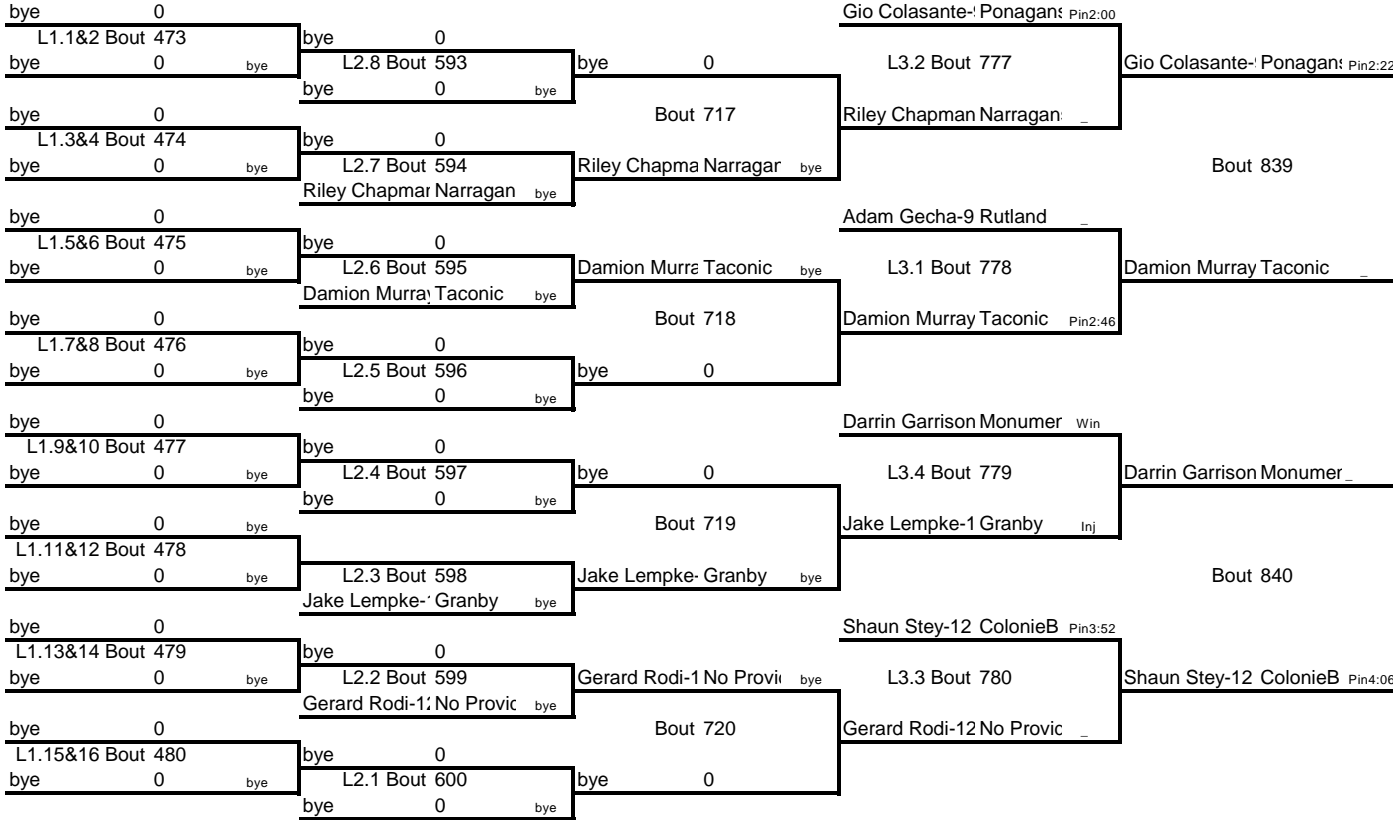 bye 0 Gio Colasante-9 Ponagans Pin2:00
L1.1&2 Bout 473 bye 0
bye 0 bye L2.8 Bout 593 bye 0 L3.2 Bout 777 Gio Colasante-9 Ponagans Pin2:22
bye 0 bye
bye 0 Bout 717 Riley Chapman Narragans _
L1.3&4 Bout 474 bye 0
bye 0 bye L2.7 Bout 594 Riley Chapma Narragan bye Bout 839
Riley Chapman Narragan bye
bye 0 Adam Gecha-9 Rutland _
L1.5&6 Bout 475 bye 0
bye 0 bye L2.6 Bout 595 Damion Murra Taconic bye L3.1 Bout 778 Damion Murray Taconic _
Damion Murray Taconic bye
bye 0 Bout 718 Damion Murray Taconic Pin2:46
L1.7&8 Bout 476 bye 0
bye 0 bye L2.5 Bout 596 bye 0
bye 0 bye
bye 0 Darrin Garrison Monumer Win
L1.9&10 Bout 477 bye 0
bye 0 bye L2.4 Bout 597 bye 0 L3.4 Bout 779 Darrin Garrison Monumer _
bye 0 bye
bye 0 bye Bout 719 Jake Lempke-1 Granby Inj
L1.11&12 Bout 478
bye 0 bye L2.3 Bout 598 Jake Lempke- Granby bye Bout 840
Jake Lempke-1 Granby bye
bye 0 Shaun Stey-12 ColonieB Pin3:52
L1.13&14 Bout 479 bye 0
bye 0 bye L2.2 Bout 599 Gerard Rodi-1 No Provi bye L3.3 Bout 780 Shaun Stey-12 ColonieB Pin4:06
Gerard Rodi-12 No Provic bye
bye 0 Bout 720 Gerard Rodi-12 No Provic _
L1.15&16 Bout 480 bye 0
bye 0 bye L2.1 Bout 600 bye 0
bye 0 bye